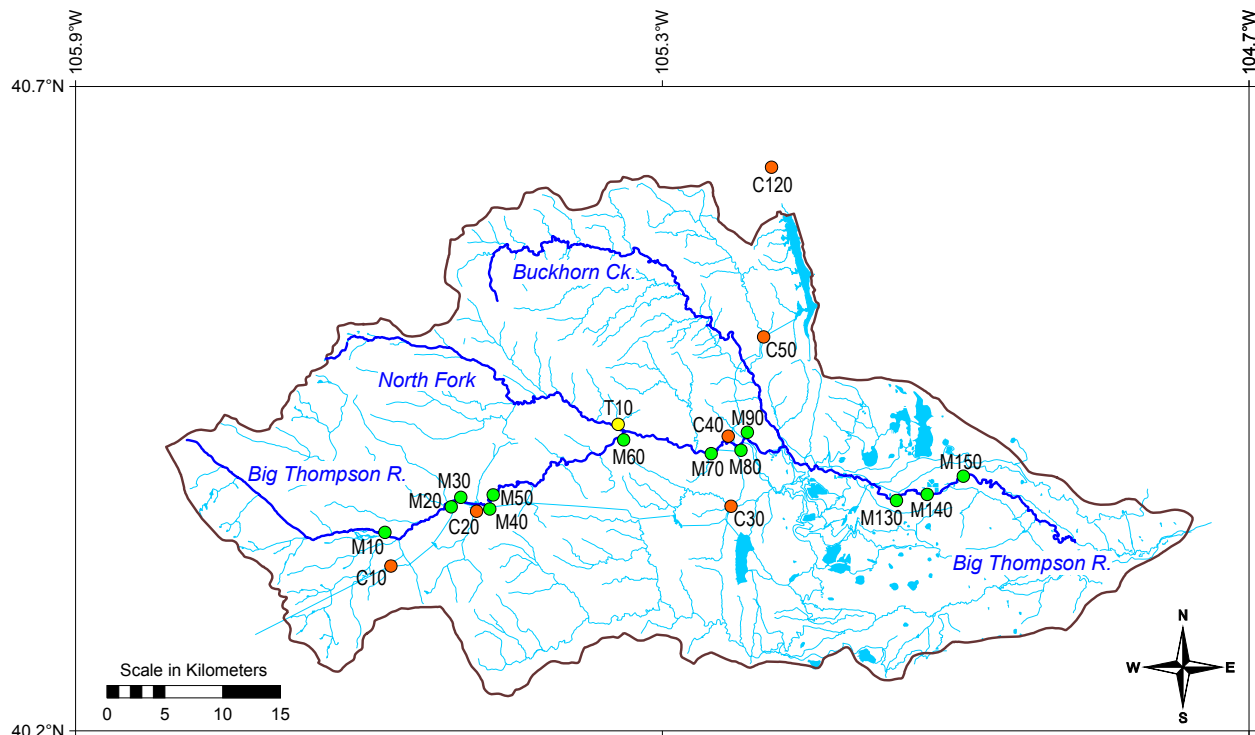 105.9°W
105.3°W
104.7°W
40.7°N
C120
Buckhorn Ck.
C50
North Fork
T10
C40
M90
M60
M70
M80
Big Thompson R.
M30
M50
M150
M20
C20
M40
C30
M130
M140
M10
C10
Big Thompson R.
N
W
E
S
Scale in Kilometers
0 5 10 15
40.2°N